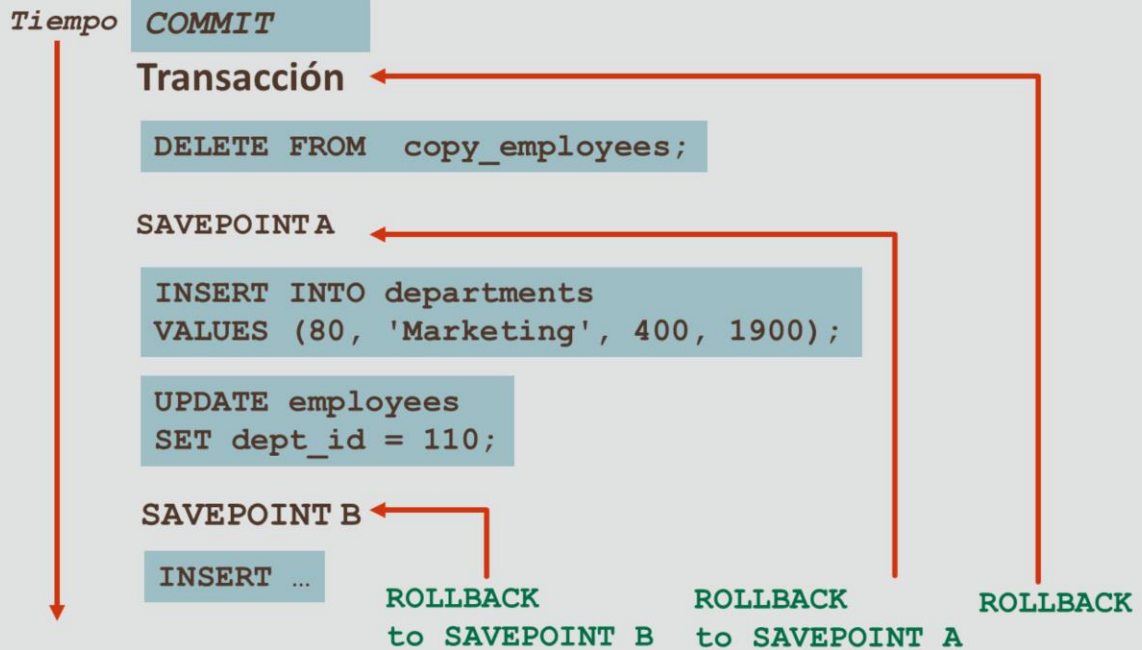 Tiempo COMMIT
Transacción
DELETE FROM copy_employees;
SAVEPOINT A
INSERT INTO departments
VALUES (80, 'Marketing', 400, 1900);
UPDATE employees
SET dept_id = 110;
SAVEPOINT B
INSERT …
ROLLBACK
to SAVEPOINT B
ROLLBACK
to SAVEPOINT A
ROLLBACK